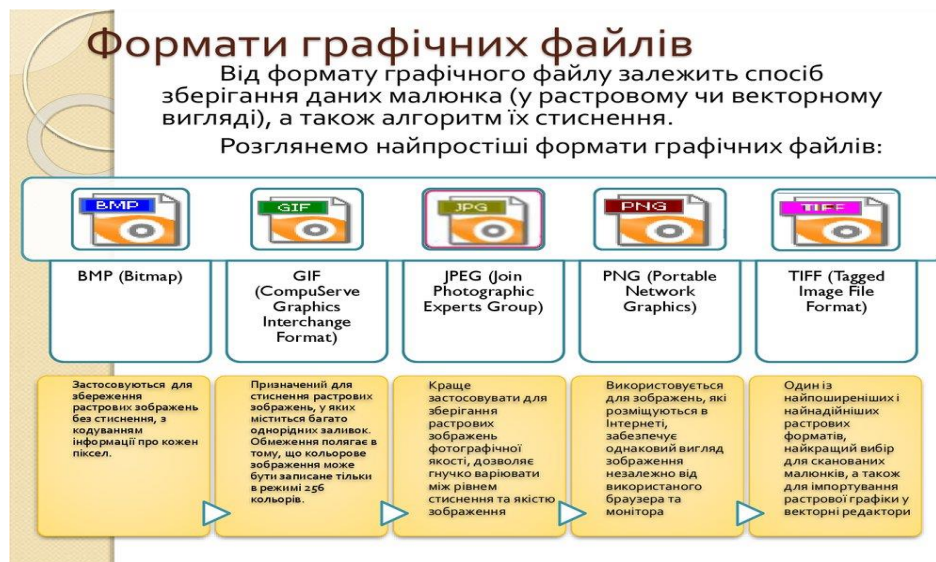 Формати графічних файлів
Від формату графічного файлу залежить спосіб
зберігання даних малюнка (у растровому чи векторному
вигляді), а також алгоритм їх стиснення.
Розглянемо найпростіші формати графічних файлів:
BMP
GIF
JPG
PNG
TIFF
BMP (Bitmap)
GIF
(CompuServe
Graphics
Interchange
Format)
JPEG (Join
Photographic
Experts Group)
PNG (Portable
Network
Graphics)
TIFF (Tagged
Image File
Format)
Застосовуються для
збереження
растрових зображень
без стиснення, з
кодуванням
інформації про кожен
піксел.
Призначений для
стиснення растрових
зображень, у яких
міститься багато
однорідних заливок.
Обмеження полягає в
тому, що кольорове
зображення може
бути записане тільки
в режимі 256
кольорів.
Краще
застосовувати для
зберігання
растрових
зображень
фотографічної
якості, дозволяє
гнучко варіювати
між рівнем
стиснення та якістю
зображення
Використовується
для зображень, які
розміщуються в
Інтернеті,
забезпечує
однаковий вигляд
зображення
незалежно від
використаного
браузера та
монітора
Один із
найпоширеніших і
найнадійніших
растрових
форматів,
найкращий вибір
для сканованих
малюнків, а також
для імпортування
растрової графіки у
векторні редактори